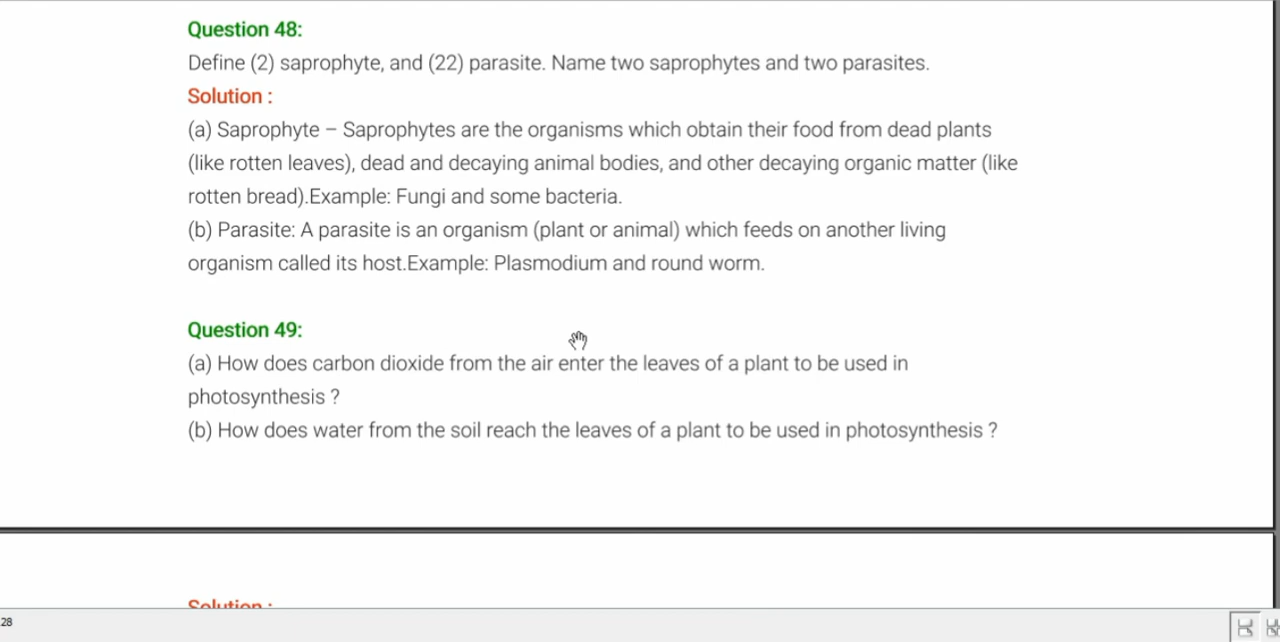 Question 48:
Define (2) saprophyte, and (22) parasite. Name two saprophytes and two parasites.
Solution :
(a) Saprophyte – Saprophytes are the organisms which obtain their food from dead plants
(like rotten leaves), dead and decaying animal bodies, and other decaying organic matter (like
rotten bread).Example: Fungi and some bacteria.
(b) Parasite: A parasite is an organism (plant or animal) which feeds on another living
organism called its host.Example: Plasmodium and round worm.
Question 49:
(a) How does carbon dioxide from the air enter the leaves of a plant to be used in
photosynthesis ?
(b) How does water from the soil reach the leaves of a plant to be used in photosynthesis ?
Solution :
28